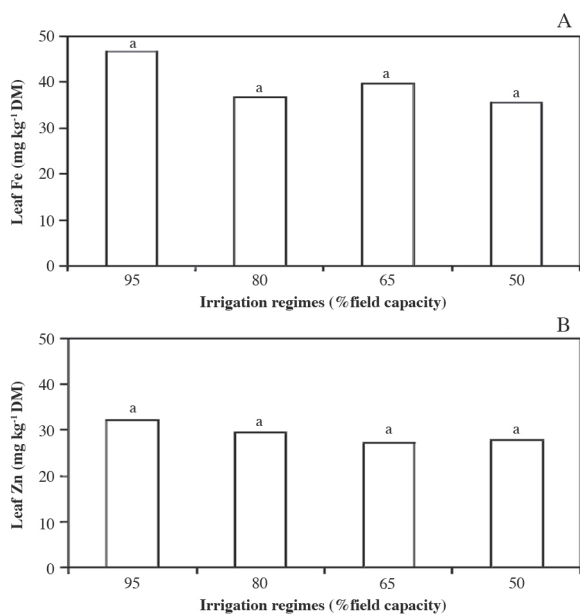 A
50
40
30
20
10
0
Leaf Fe (mg kg⁻¹ DM)
a
a
a
a
95 80 65 50
Irrigation regimes (%field capacity)
B
50
40
30
20
10
0
Leaf Zn (mg kg⁻¹ DM)
a
a
a
a
95 80 65 50
Irrigation regimes (%field capacity)